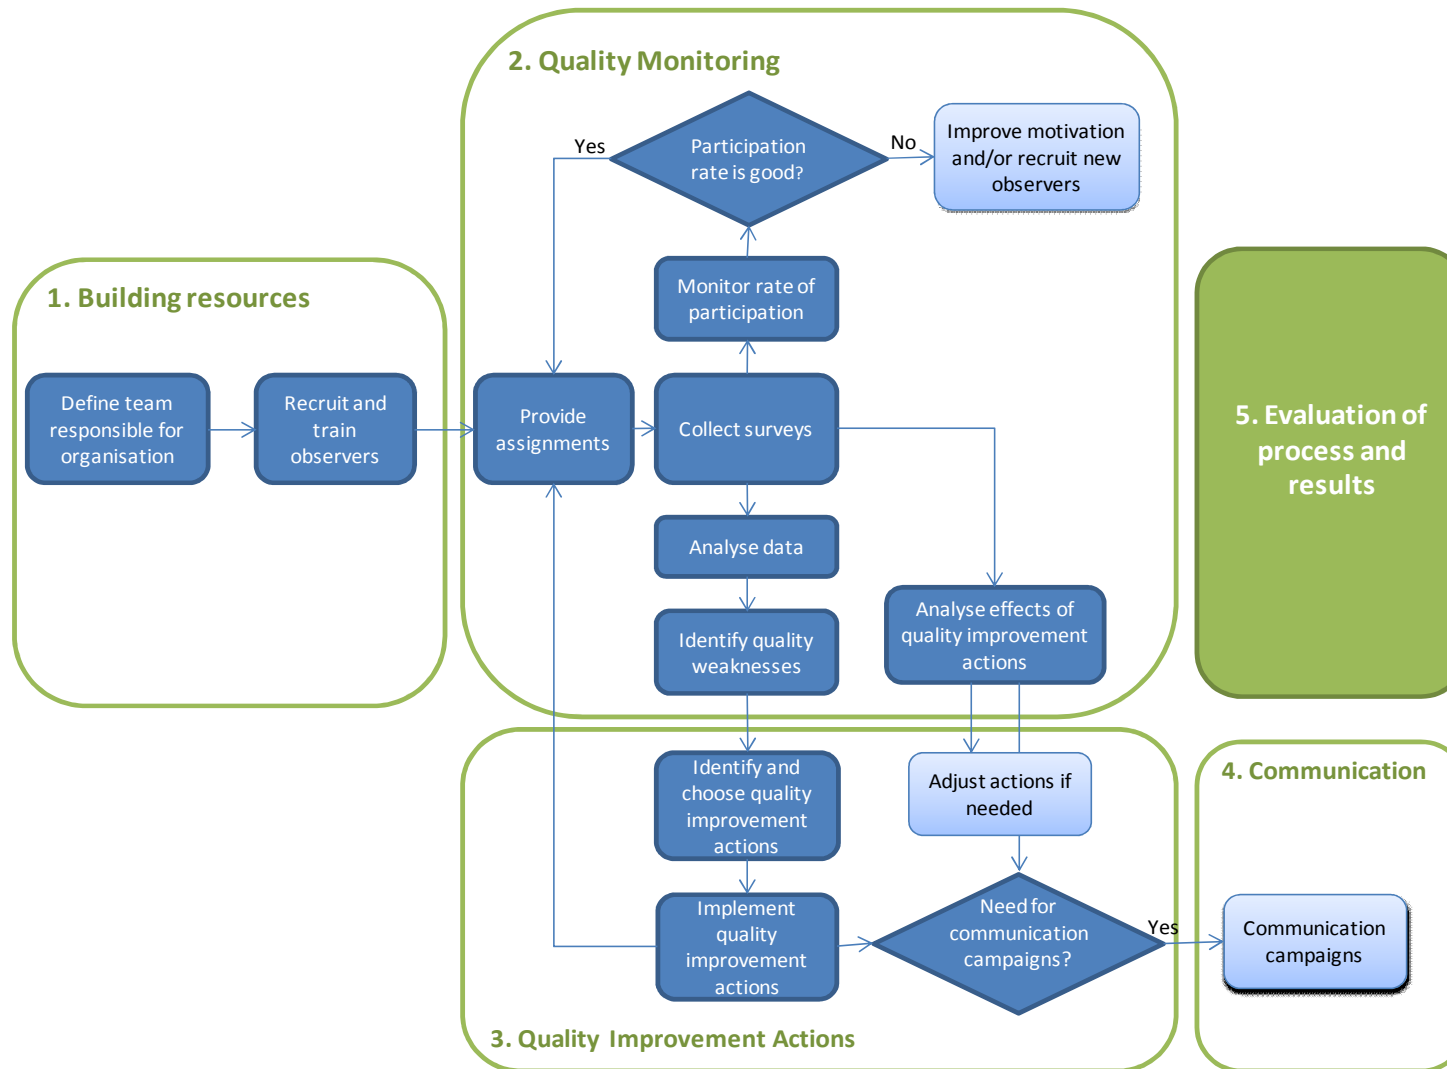 2. Quality Monitoring
Participation
rate is good?
Yes
No
Improve motivation
and/or recruit new
observers
Monitor rate of
participation
1. Building resources
Define team
responsible for
organisation
Recruit and
train
observers
Provide
assignments
Collect surveys
5. Evaluation of
process and
results
Analyse data
Identify quality
weaknesses
Analyse effects of
quality improvement
actions
Identify and
choose quality
improvement
actions
Adjust actions if
needed
4. Communication
Implement
quality
improvement
actions
Need for
communication
campaigns?
Yes
Communication
campaigns
3. Quality Improvement Actions